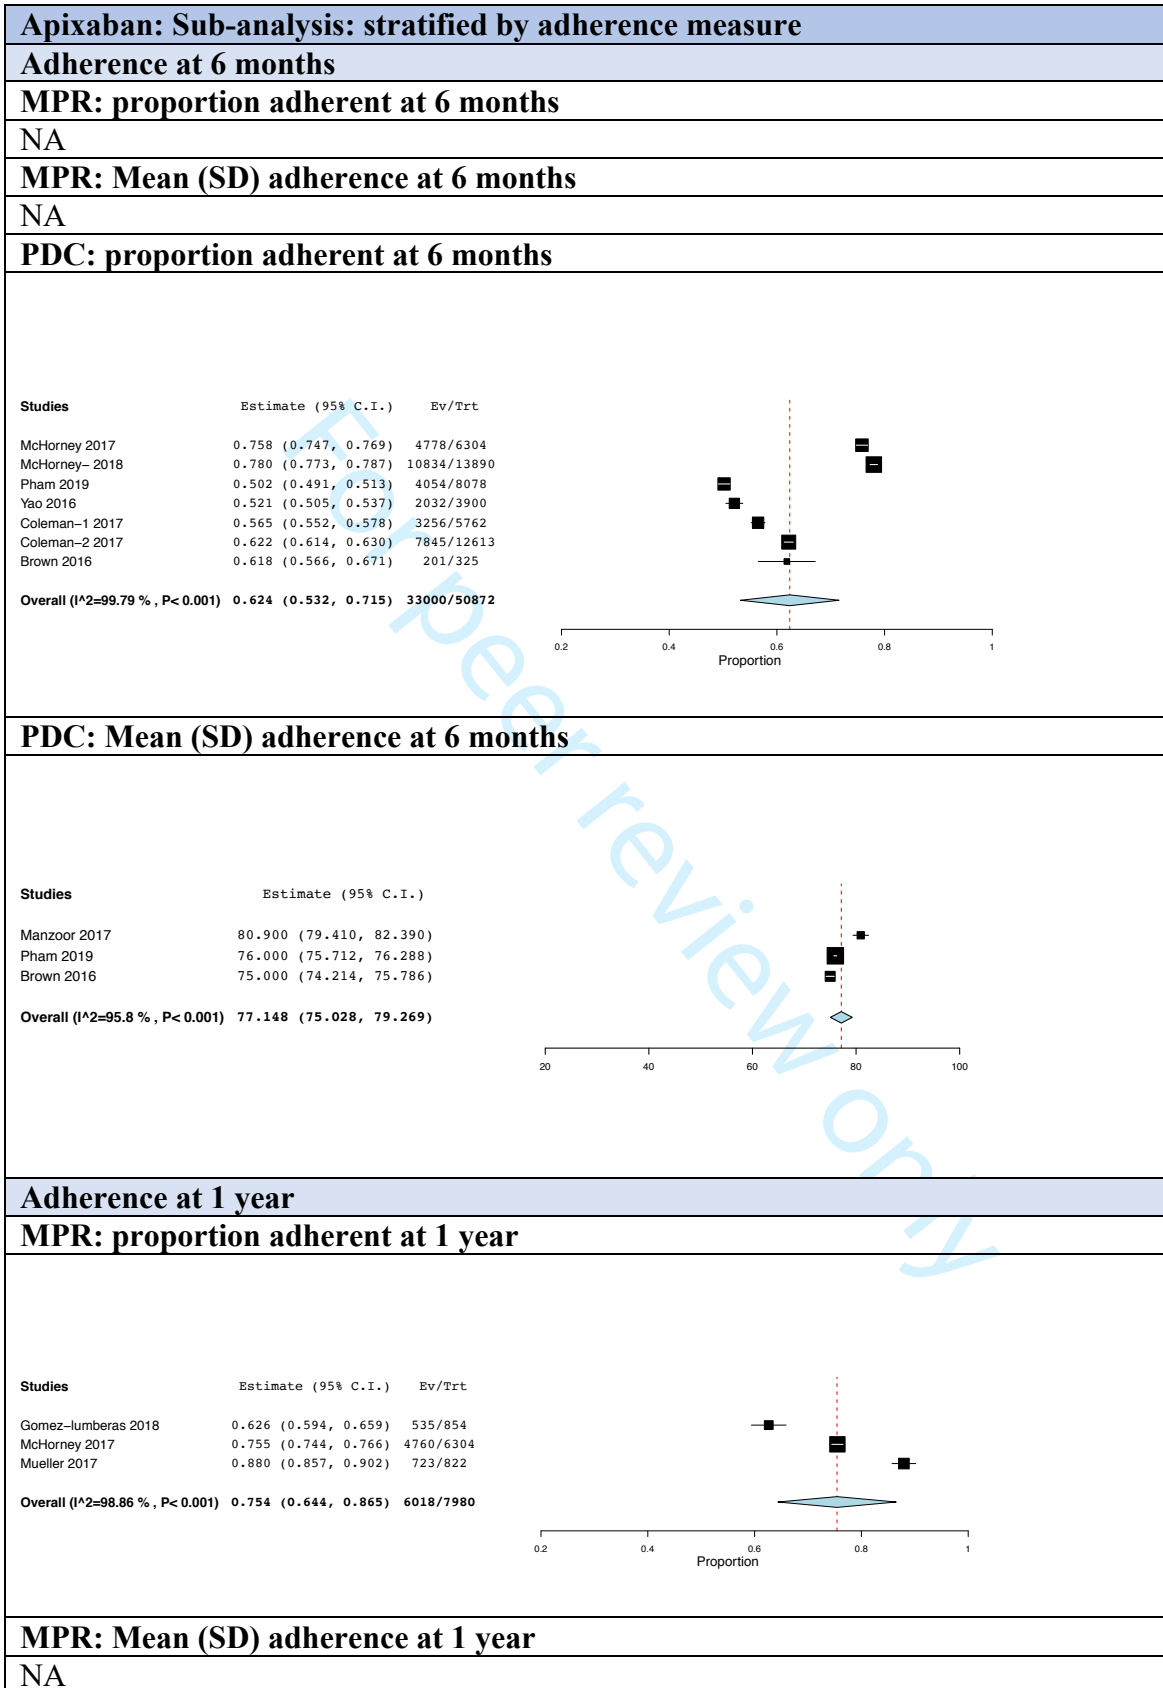 Apixaban: Sub-analysis: stratified by adherence measure
Adherence at 6 months
MPR: proportion adherent at 6 months
NA
MPR: Mean (SD) adherence at 6 months
NA
PDC: proportion adherent at 6 months
Studies Estimate (95% C.I.) Ev/Trt
McHorney 2017 0.758 (0.747, 0.769) 4778/6304
McHorney− 2018 0.780 (0.773, 0.787) 10834/13890
Pham 2019 0.502 (0.491, 0.513) 4054/8078
Yao 2016 0.521 (0.505, 0.537) 2032/3900
Coleman−1 2017 0.565 (0.552, 0.578) 3256/5762
Coleman−2 2017 0.622 (0.614, 0.630) 7845/12613
Brown 2016 0.618 (0.566, 0.671) 201/325
Overall (I^2=99.79 % , P< 0.001) 0.624 (0.532, 0.715) 33000/50872
0.2 0.4 0.6 0.8 1
Proportion
PDC: Mean (SD) adherence at 6 months
Studies Estimate (95% C.I.)
Manzoor 2017 80.900 (79.410, 82.390)
Pham 2019 76.000 (75.712, 76.288)
Brown 2016 75.000 (74.214, 75.786)
Overall (I^2=95.8 % , P< 0.001) 77.148 (75.028, 79.269)
20 40 60 80 100
Adherence at 1 year
MPR: proportion adherent at 1 year
Studies Estimate (95% C.I.) Ev/Trt
Gomez−lumberas 2018 0.626 (0.594, 0.659) 535/854
McHorney 2017 0.755 (0.744, 0.766) 4760/6304
Mueller 2017 0.880 (0.857, 0.902) 723/822
Overall (I^2=98.86 % , P< 0.001) 0.754 (0.644, 0.865) 6018/7980
0.2 0.4 0.6 0.8 1
Proportion
MPR: Mean (SD) adherence at 1 year
NA
For peer review only